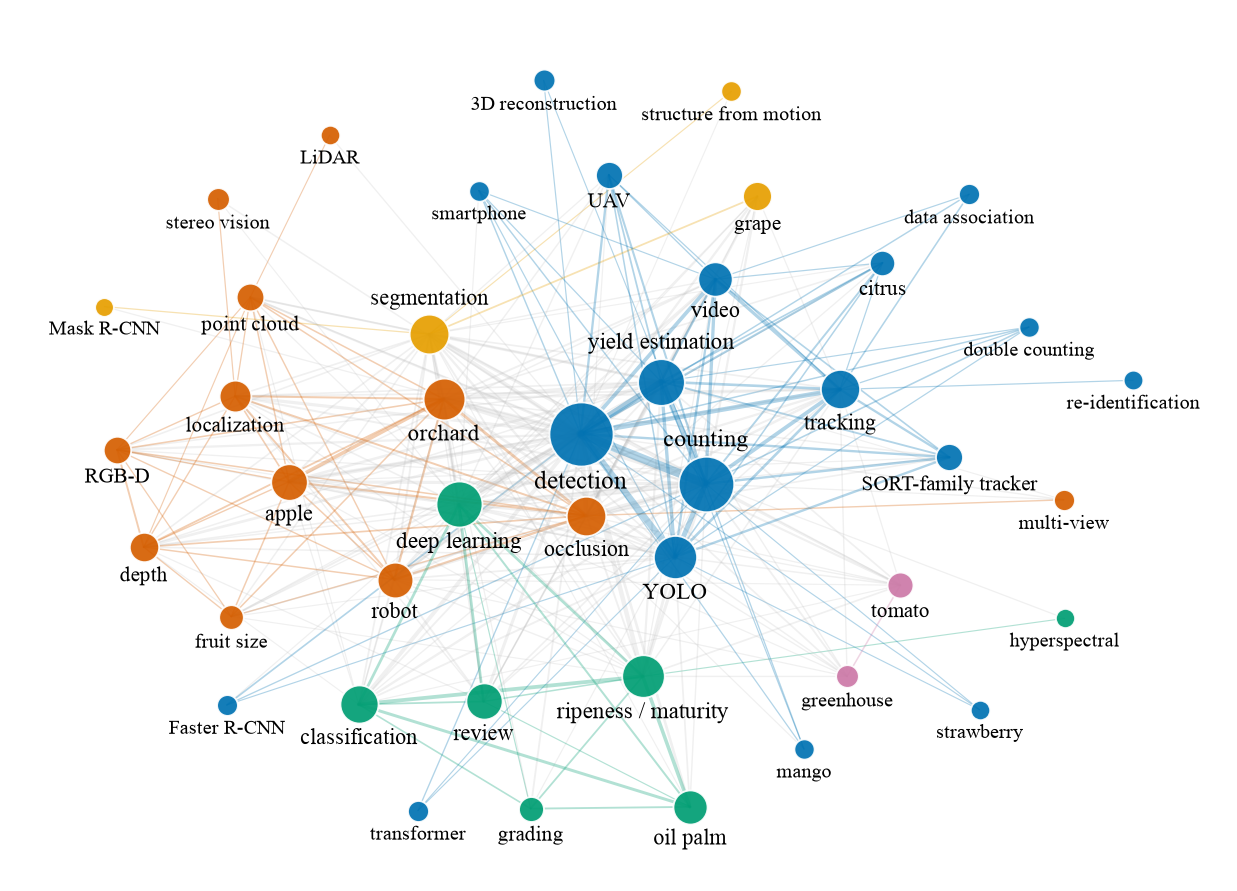 3D reconstruction
structure from motion
LiDAR
smartphone
UAV
stereo vision
grape
data association
segmentation
citrus
point cloud
video
Mask R-CNN
yield estimation
double counting
re-identification
localization
orchard
counting
tracking
RGB-D
detection
SORT-family tracker
apple
multi-view
deep learning
occlusion
depth
robot
YOLO
tomato
fruit size
hyperspectral
greenhouse
ripeness / maturity
Faster R-CNN
classification
review
strawberry
mango
transformer
grading
oil palm